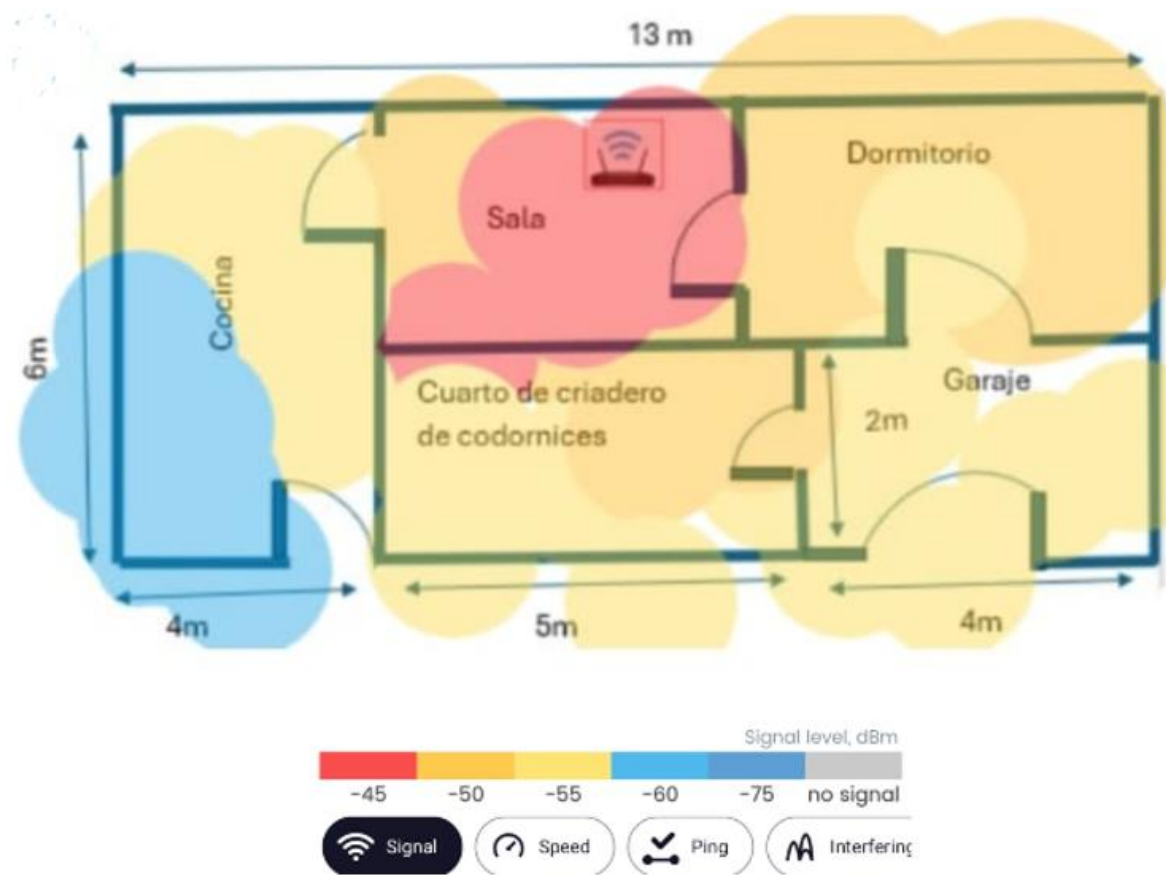 13 m
Dormitorio
Sala
Cocina
6m
Cuarto de criadero
de codornices
Garaje
2m
4m
5m
4m
Signal level, dBm
-45 -50 -55 -60 -75 no signal
Signal Speed Ping Interfering